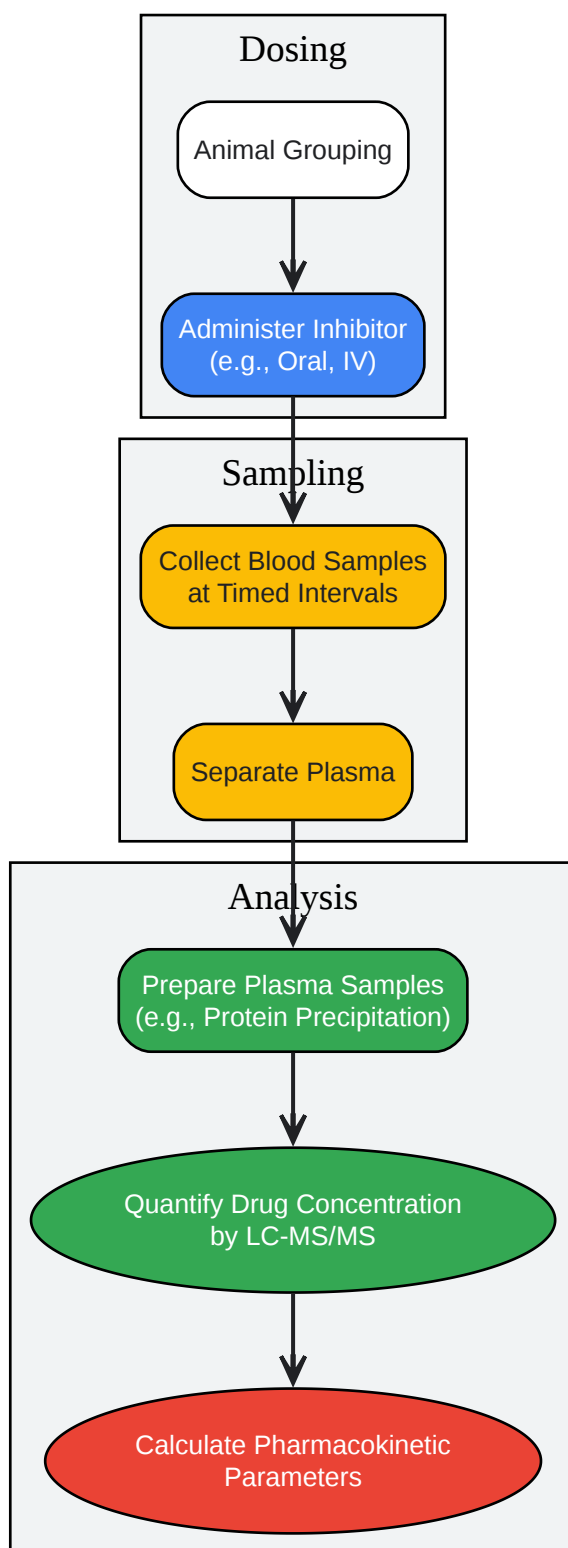 Dosing
Animal Grouping
Administer Inhibitor
(e.g., Oral, IV)
Sampling
Collect Blood Samples
at Timed Intervals
Separate Plasma
Analysis
Prepare Plasma Samples
(e.g., Protein Precipitation)
Quantify Drug Concentration
by LC-MS/MS
Calculate Pharmacokinetic
Parameters